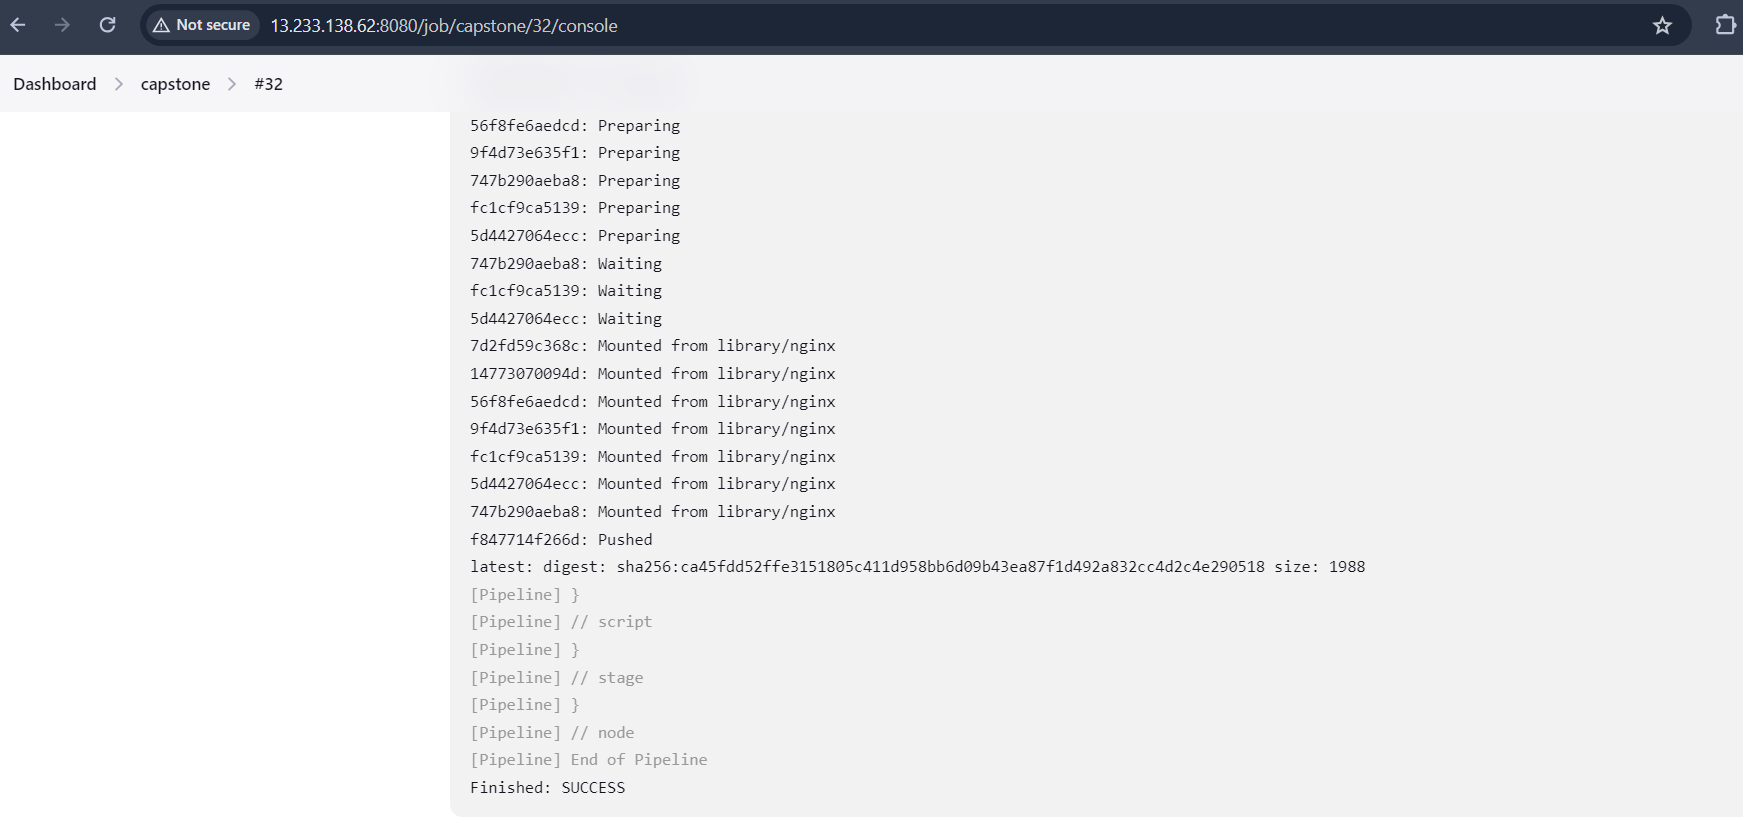 Not secure 13.233.138.62:8080/job/capstone/32/console
Dashboard > capstone > #32
56f8fe6aedcd: Preparing
9f4d73e635f1: Preparing
747b290aeba8: Preparing
fc1cf9ca5139: Preparing
5d4427064ecc: Preparing
747b290aeba8: Waiting
fc1cf9ca5139: Waiting
5d4427064ecc: Waiting
7d2fd59c368c: Mounted from library/nginx
14773070094d: Mounted from library/nginx
56f8fe6aedcd: Mounted from library/nginx
9f4d73e635f1: Mounted from library/nginx
fc1cf9ca5139: Mounted from library/nginx
5d4427064ecc: Mounted from library/nginx
747b290aeba8: Mounted from library/nginx
f847714f266d: Pushed
latest: digest: sha256:ca45fdd52ffe3151805c411d958bb6d09b43ea87f1d492a832cc4d2c4e290518 size: 1988
[Pipeline] }
[Pipeline] // script
[Pipeline] }
[Pipeline] // stage
[Pipeline] }
[Pipeline] // node
[Pipeline] End of Pipeline
Finished: SUCCESS